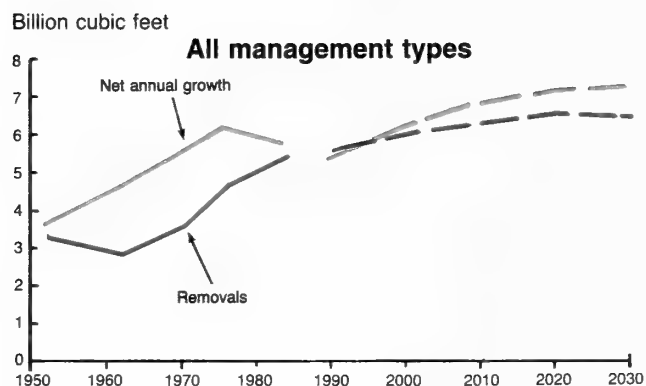 Billion cubic feet
All management types
8
7
6
5
4
3
2
1
0
Net annual growth
Removals
1950 1960 1970 1980 1990 2000 2010 2020 2030